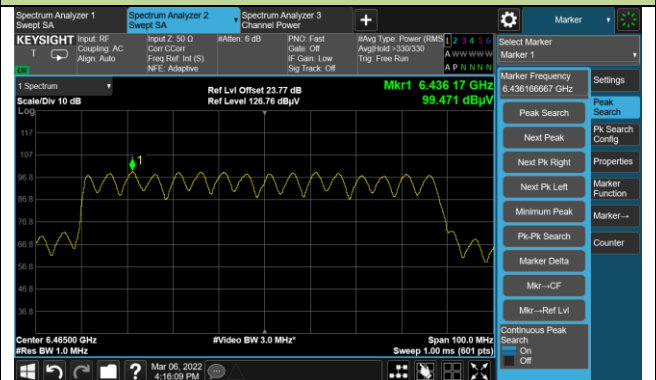 Spectrum Analyzer 1
Swept SA
Spectrum Analyzer 2
Swept SA
Spectrum Analyzer 3
Channel Power
+
Marker
KEYSIGHT
T
LXI
Input: RF
Coupling: AC
Align: Auto
Input Z: 50 Ω
Corr CCorr
Freq Ref: Int (S)
NFE: Adaptive
#Atten: 6 dB
PNO: Fast
Gate: Off
IF Gain: Low
Sig Track: Off
#Avg Type: Power (RMS
Avg|Hold:>330/330
Trig: Free Run
1 2 3 4 5 6
A W W W W W
A P N N N N
Select Marker
Marker 1
1 Spectrum
Scale/Div 10 dB
Log
Ref Lvl Offset 23.77 dB
Ref Level 126.76 dBµV
Mkr1 6.436 17 GHz
99.471 dBµV
1
117
107
96.8
86.8
76.8
66.8
56.8
46.8
36.8
Center 6.46500 GHz
#Res BW 1.0 MHz
#Video BW 3.0 MHz*
Span 100.0 MHz
Sweep 1.00 ms (601 pts)
Marker Frequency
6.436166667 GHz
Peak Search
Next Peak
Next Pk Right
Next Pk Left
Minimum Peak
Pk-Pk Search
Marker Delta
Mkr→CF
Mkr→Ref Lvl
Continuous Peak
Search
On
Off
Settings
Peak
Search
Pk Search
Config
Properties
Marker
Function
Marker→
Counter
?
Mar 06, 2022
4:16:09 PM